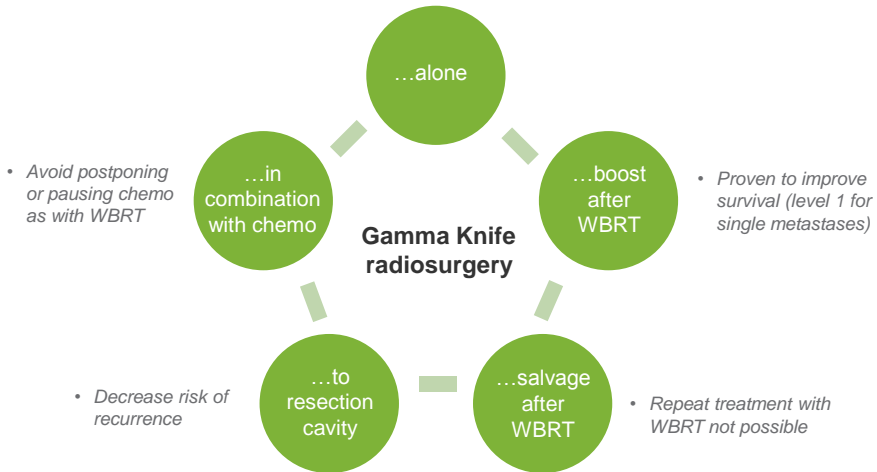 …alone
…in
combination
with chemo
• Avoid postponing
or pausing chemo
as with WBRT
…boost
after
WBRT
• Proven to improve
survival (level 1 for
single metastases)
Gamma Knife
radiosurgery
…to
resection
cavity
• Decrease risk of
recurrence
…salvage
after
WBRT
• Repeat treatment with
WBRT not possible